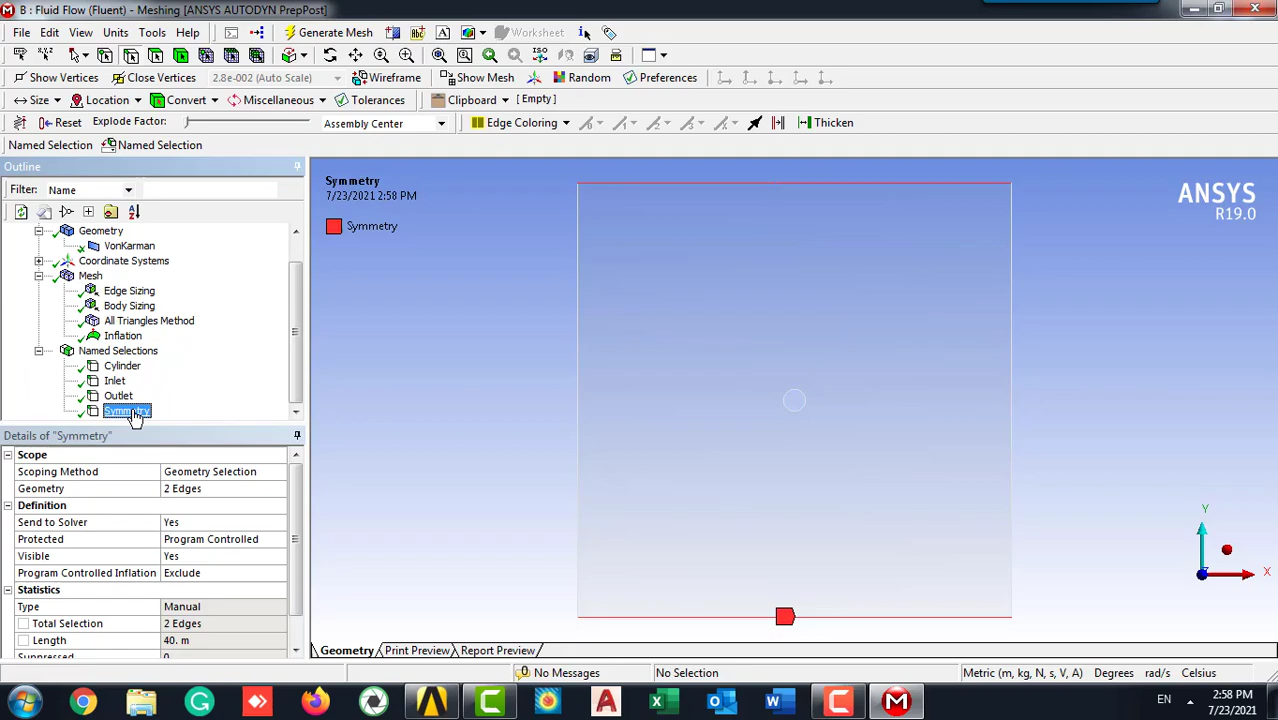 B : Fluid Flow (Fluent) - Meshing [ANSYS AUTODYN PrepPost]
File Edit View Units Tools Help Generate Mesh Worksheet
Show Vertices Close Vertices 2.8e-002 (Auto Scale) Wireframe Show Mesh Random Preferences
Size Location Convert Miscellaneous Tolerances Clipboard [ Empty ]
Reset Explode Factor: Assembly Center Edge Coloring Thicken
Named Selection Named Selection
Outline
Filter: Name
Geometry
VonKarman
Coordinate Systems
Mesh
Edge Sizing
Body Sizing
All Triangles Method
Inflation
Named Selections
Cylinder
Inlet
Outlet
Symmetry
Details of "Symmetry"
Scope
Scoping Method Geometry Selection
Geometry 2 Edges
Definition
Send to Solver Yes
Protected Program Controlled
Visible Yes
Program Controlled Inflation Exclude
Statistics
Type Manual
Total Selection 2 Edges
Length 40. m
Suppressed 0
Symmetry
7/23/2021 2:58 PM
Symmetry
ANSYS
R19.0
Y
X
Geometry Print Preview Report Preview
0 No Messages No Selection Metric (m, kg, N, s, V, A) Degrees rad/s Celsius
EN 2:58 PM
7/23/2021